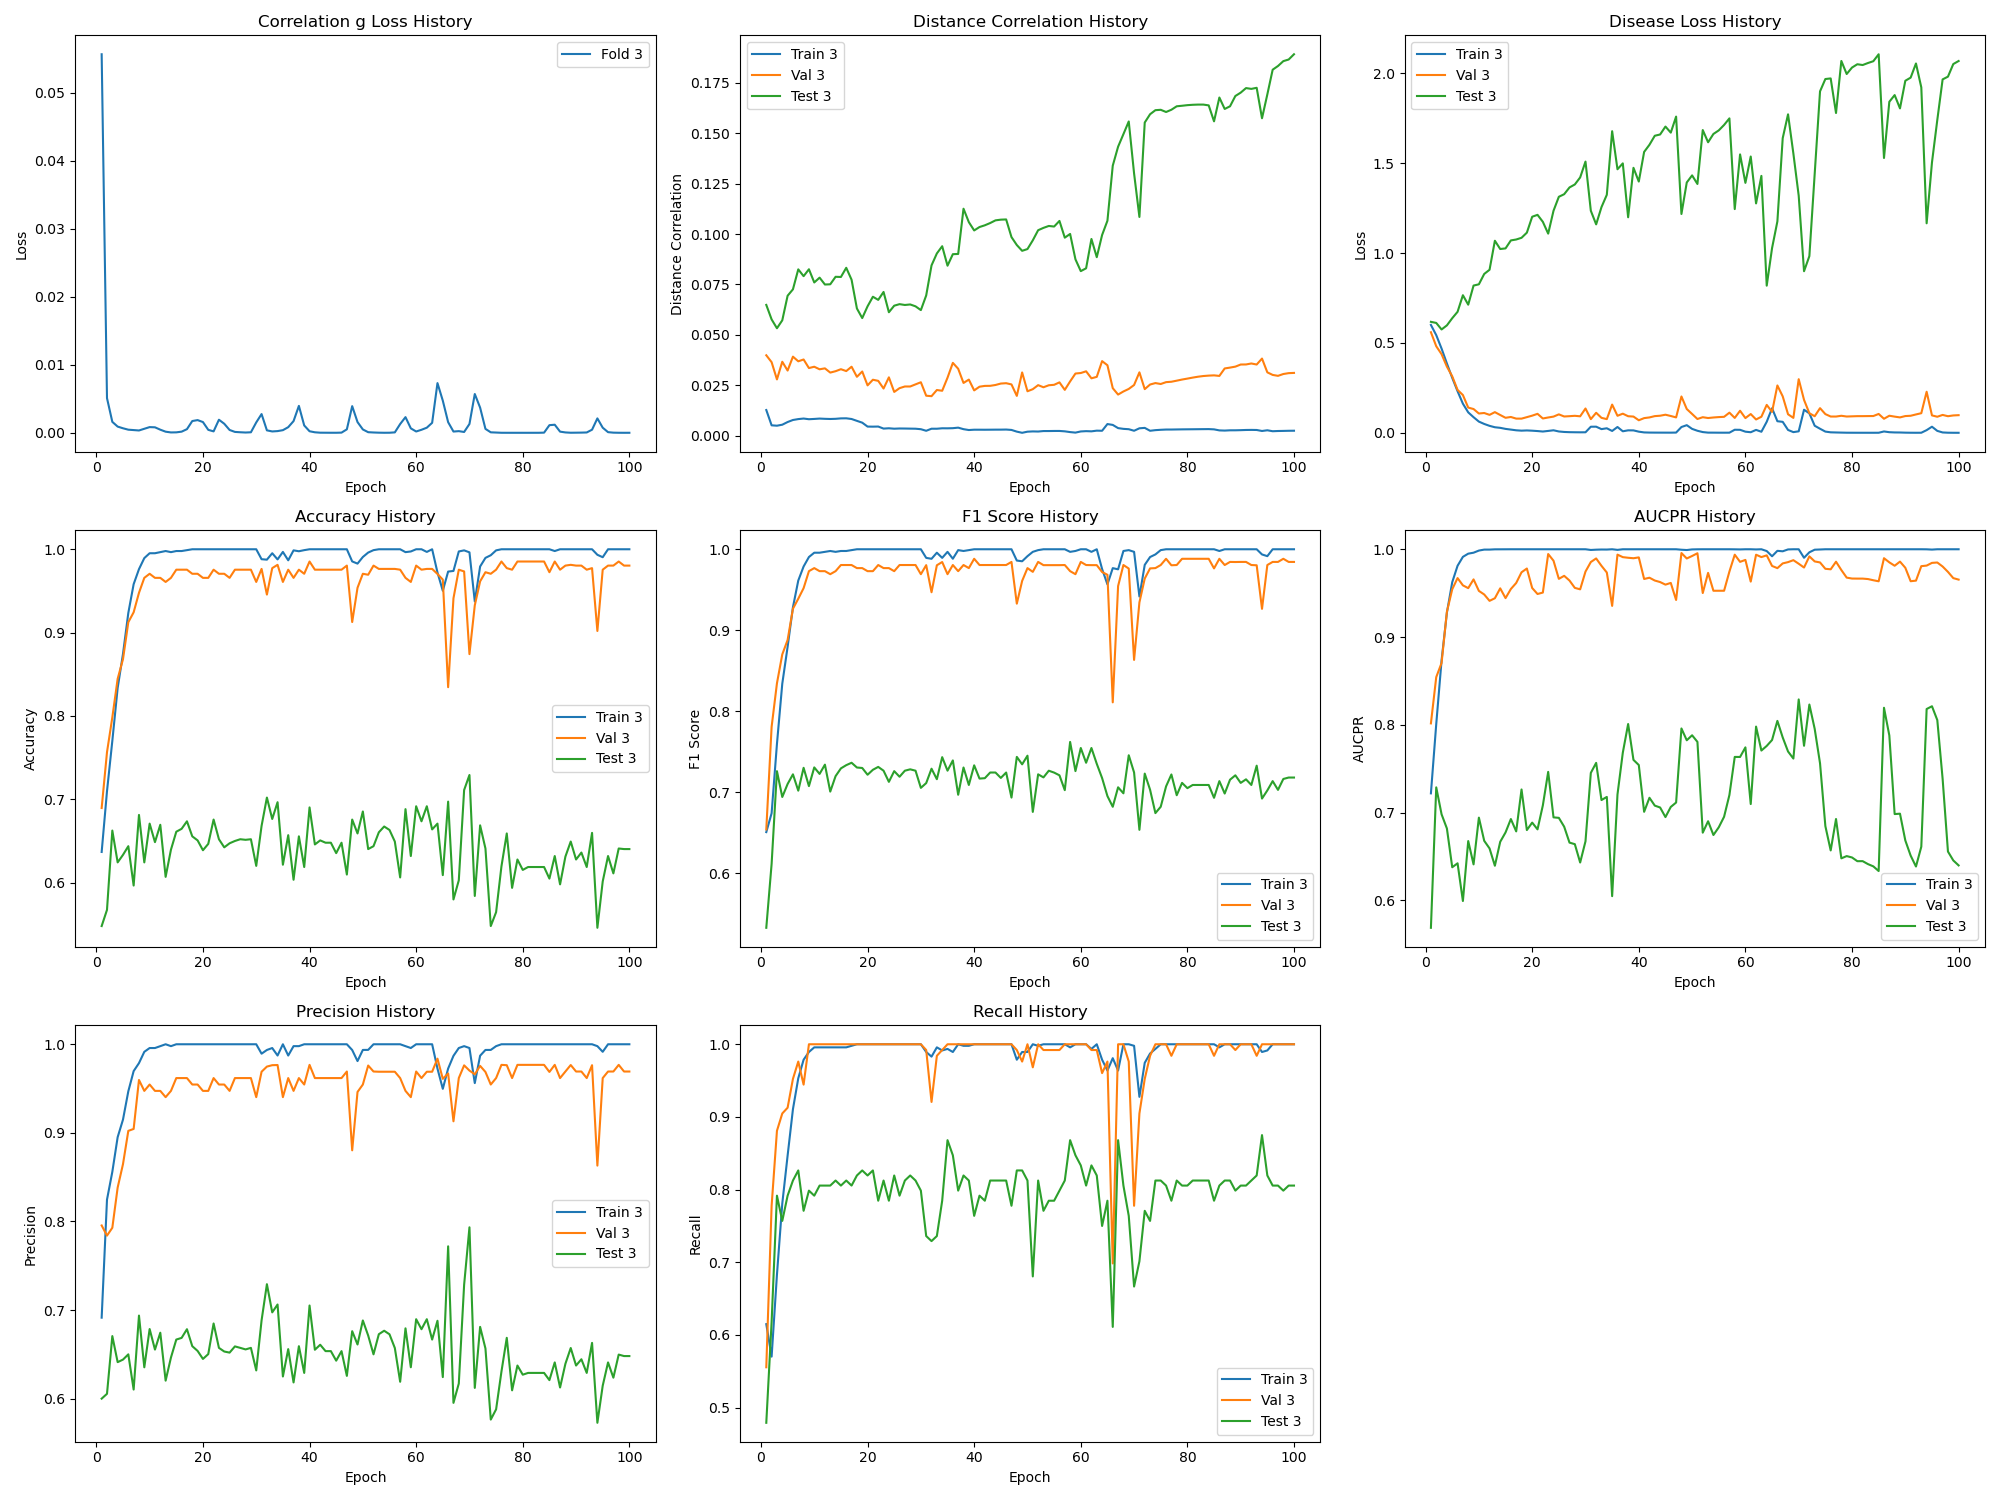 Correlation g Loss History
Fold 3
0.05
0.04
0.03
0.02
0.01
0.00
Loss
0 20 40 60 80 100
Epoch
Distance Correlation History
Train 3
Val 3
Test 3
0.175
0.150
0.125
0.100
0.075
0.050
0.025
0.000
Distance Correlation
0 20 40 60 80 100
Epoch
Disease Loss History
Train 3
Val 3
Test 3
2.0
1.5
1.0
0.5
0.0
Loss
0 20 40 60 80 100
Epoch
Accuracy History
1.0
0.9
0.8
0.7
0.6
Accuracy
Train 3
Val 3
Test 3
0 20 40 60 80 100
Epoch
F1 Score History
1.0
0.9
0.8
0.7
0.6
F1 Score
Train 3
Val 3
Test 3
0 20 40 60 80 100
Epoch
AUCPR History
1.0
0.9
0.8
0.7
0.6
AUCPR
Train 3
Val 3
Test 3
0 20 40 60 80 100
Epoch
Precision History
1.0
0.9
0.8
0.7
0.6
Precision
Train 3
Val 3
Test 3
0 20 40 60 80 100
Epoch
Recall History
1.0
0.9
0.8
0.7
0.6
0.5
Recall
Train 3
Val 3
Test 3
0 20 40 60 80 100
Epoch